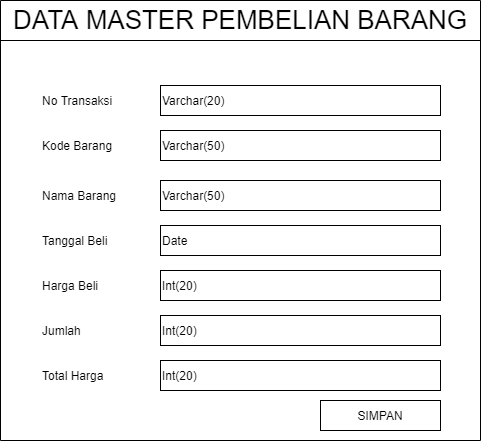 DATA MASTER PEMBELIAN BARANG
No Transaksi Varchar(20)
Kode Barang Varchar(50)
Nama Barang Varchar(50)
Tanggal Beli Date
Harga Beli Int(20)
Jumlah Int(20)
Total Harga Int(20)
SIMPAN